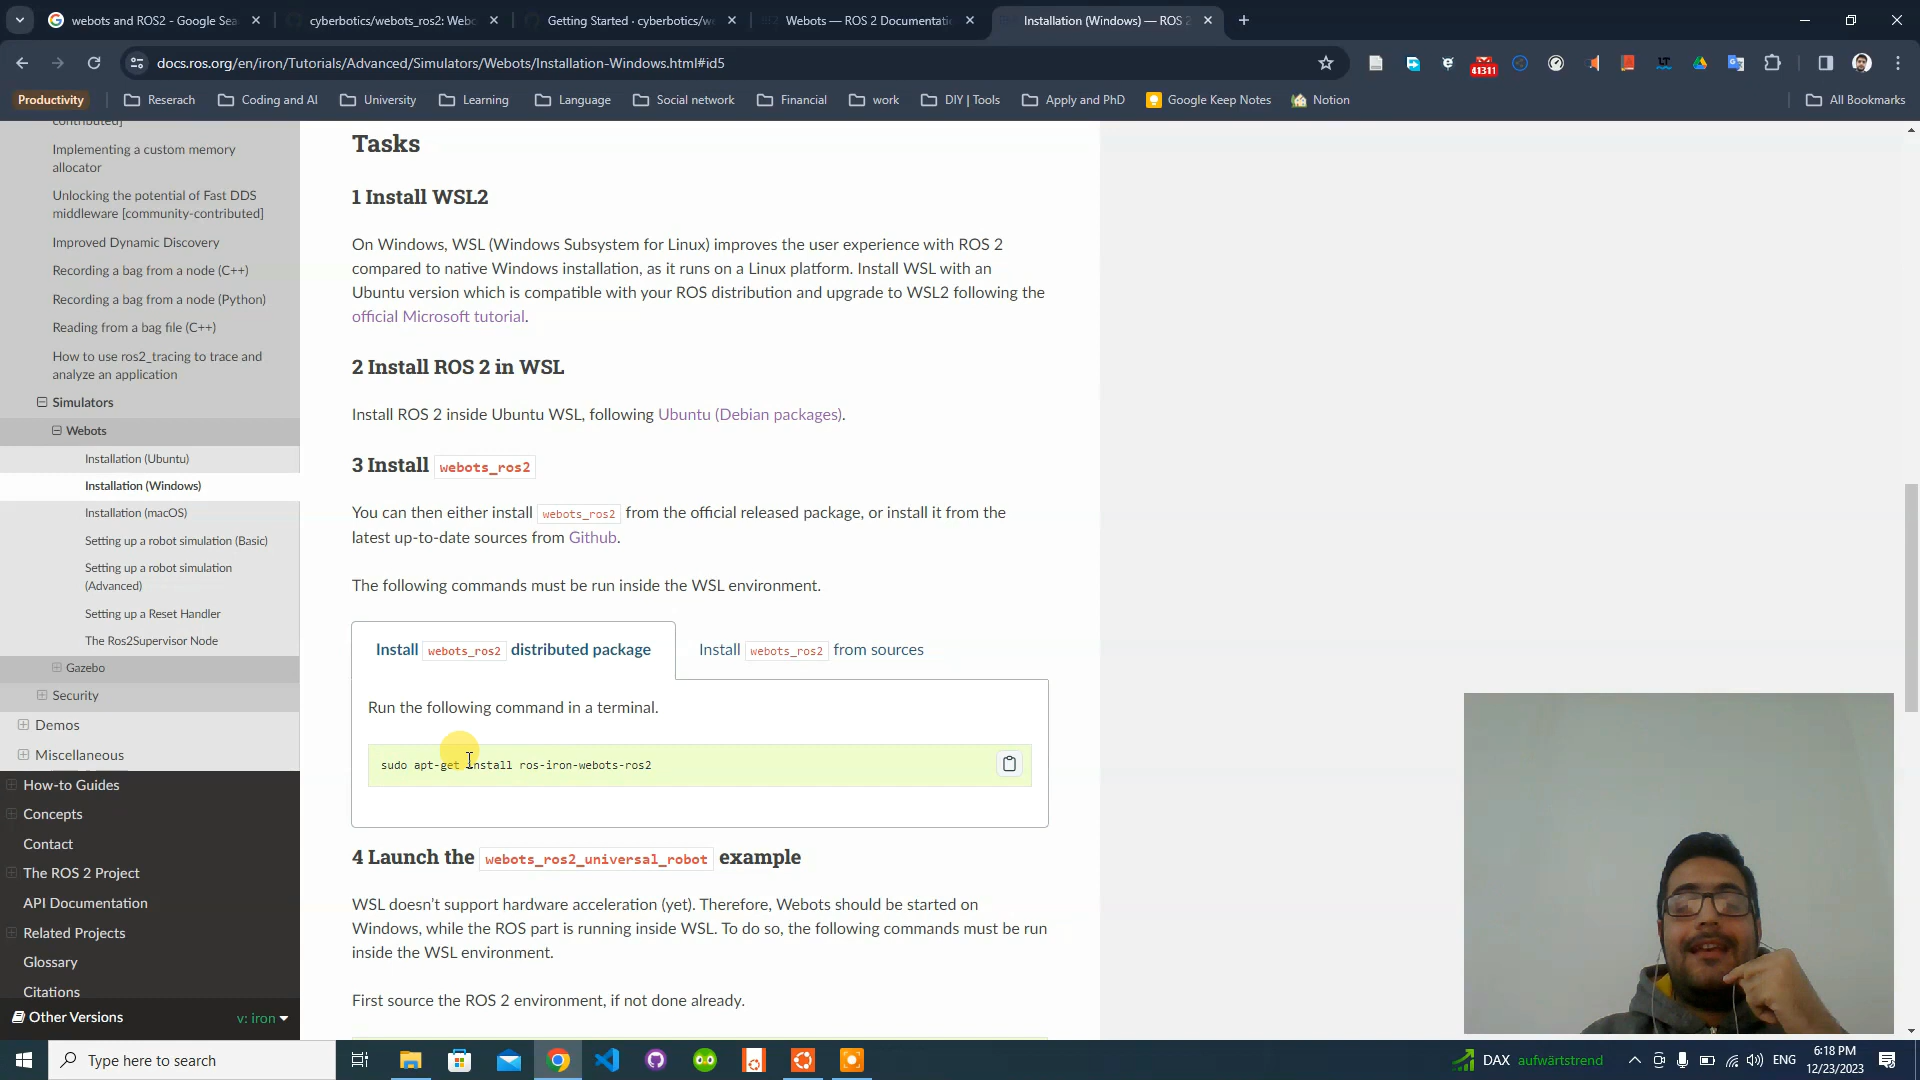 webots and ROS2 - Google Sea
cyberbotics/webots_ros2: Webo
Getting Started · cyberbotics/we
Webots — ROS 2 Documentati
Installation (Windows) — ROS 2
docs.ros.org/en/iron/Tutorials/Advanced/Simulators/Webots/Installation-Windows.html#id5
41311
Productivity
Reserach
Coding and AI
University
Learning
Language
Social network
Financial
work
DIY | Tools
Apply and PhD
Google Keep Notes
Notion
All Bookmarks
contributed]
Implementing a custom memory
allocator
Unlocking the potential of Fast DDS
middleware [community-contributed]
Improved Dynamic Discovery
Recording a bag from a node (C++)
Recording a bag from a node (Python)
Reading from a bag file (C++)
How to use ros2_tracing to trace and
analyze an application
Simulators
Webots
Installation (Ubuntu)
Installation (Windows)
Installation (macOS)
Setting up a robot simulation (Basic)
Setting up a robot simulation
(Advanced)
Setting up a Reset Handler
The Ros2Supervisor Node
Gazebo
Security
Demos
Miscellaneous
How-to Guides
Concepts
Contact
The ROS 2 Project
API Documentation
Related Projects
Glossary
Citations
Other Versions
v: iron
Tasks
1 Install WSL2
On Windows, WSL (Windows Subsystem for Linux) improves the user experience with ROS 2
compared to native Windows installation, as it runs on a Linux platform. Install WSL with an
Ubuntu version which is compatible with your ROS distribution and upgrade to WSL2 following the
official Microsoft tutorial.
2 Install ROS 2 in WSL
Install ROS 2 inside Ubuntu WSL, following Ubuntu (Debian packages).
3 Install webots_ros2
You can then either install webots_ros2 from the official released package, or install it from the
latest up-to-date sources from Github.
The following commands must be run inside the WSL environment.
Install webots_ros2 distributed package
Install webots_ros2 from sources
Run the following command in a terminal.
sudo apt-get install ros-iron-webots-ros2
4 Launch the webots_ros2_universal_robot example
WSL doesn't support hardware acceleration (yet). Therefore, Webots should be started on
Windows, while the ROS part is running inside WSL. To do so, the following commands must be run
inside the WSL environment.
First source the ROS 2 environment, if not done already.
Type here to search
DAX aufwärtstrend
ENG
6:18 PM
12/23/2023